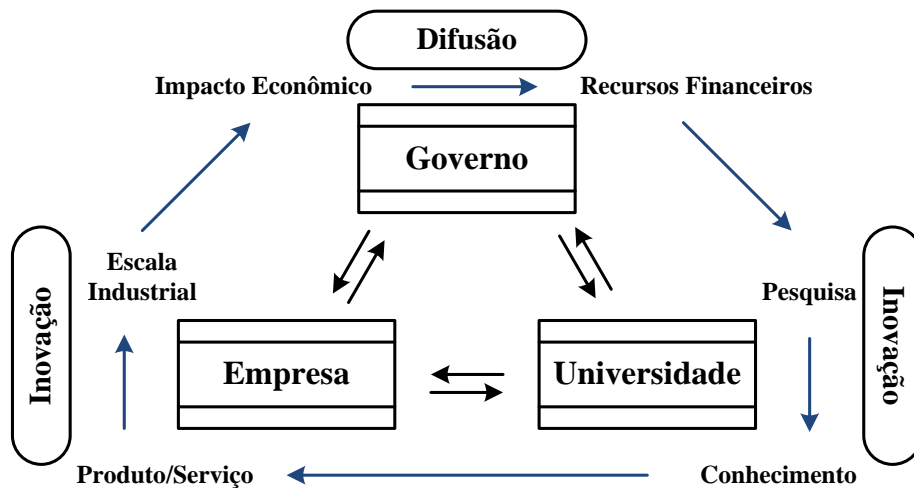 Difusão
Impacto Econômico
Recursos Financeiros
Governo
Escala
Industrial
Pesquisa
Inovação
Inovação
Empresa
Universidade
Produto/Serviço
Conhecimento